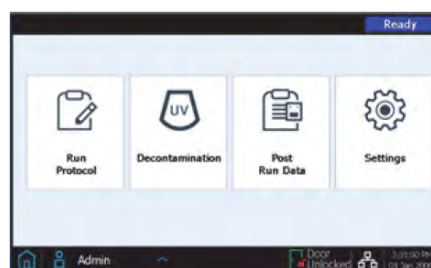 Ready
UV
Run
Protocol
Decontamination
Post
Run Data
Settings
Admin
Door
Unlocked